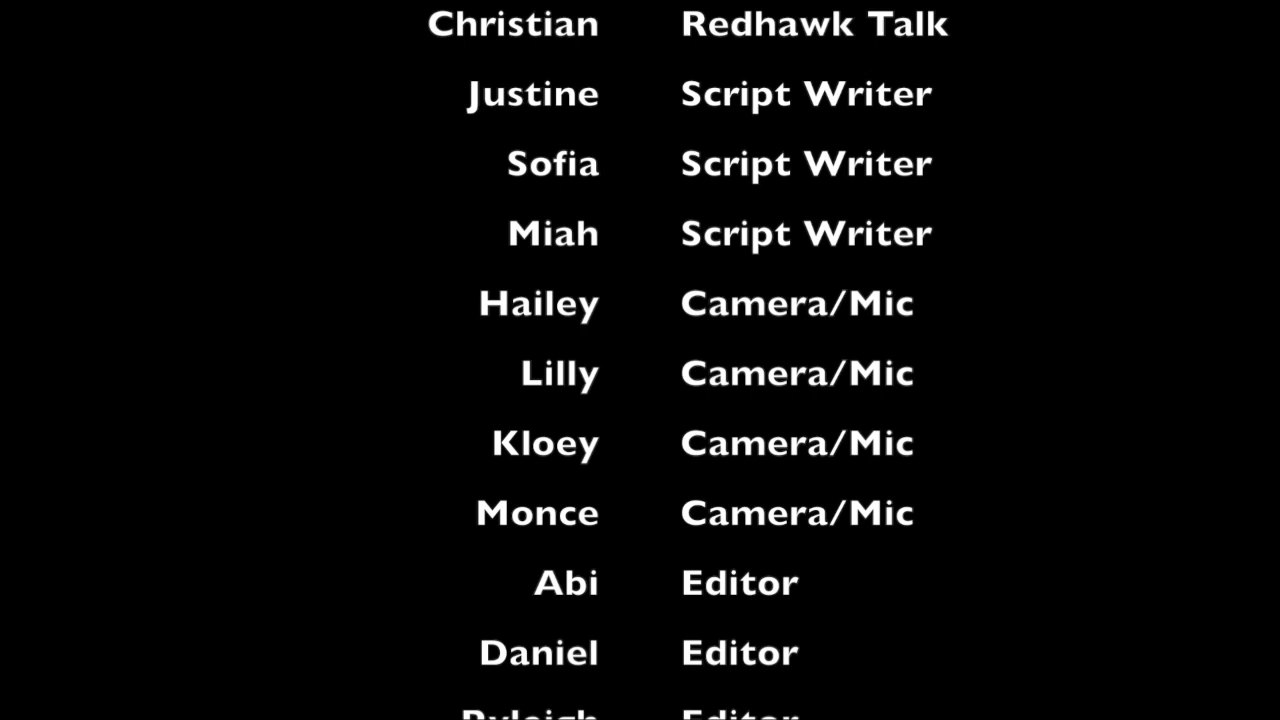 Christian Redhawk Talk
Justine Script Writer
Sofia Script Writer
Miah Script Writer
Hailey Camera/Mic
Lilly Camera/Mic
Kloey Camera/Mic
Monce Camera/Mic
Abi Editor
Daniel Editor
Editor